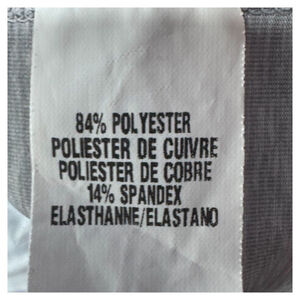 84% POLYESTER
POLIESTER DE CUIVRE
POLIESTER DE COBRE
14% SPANDEX
ELASTHANNE/ELASTANO